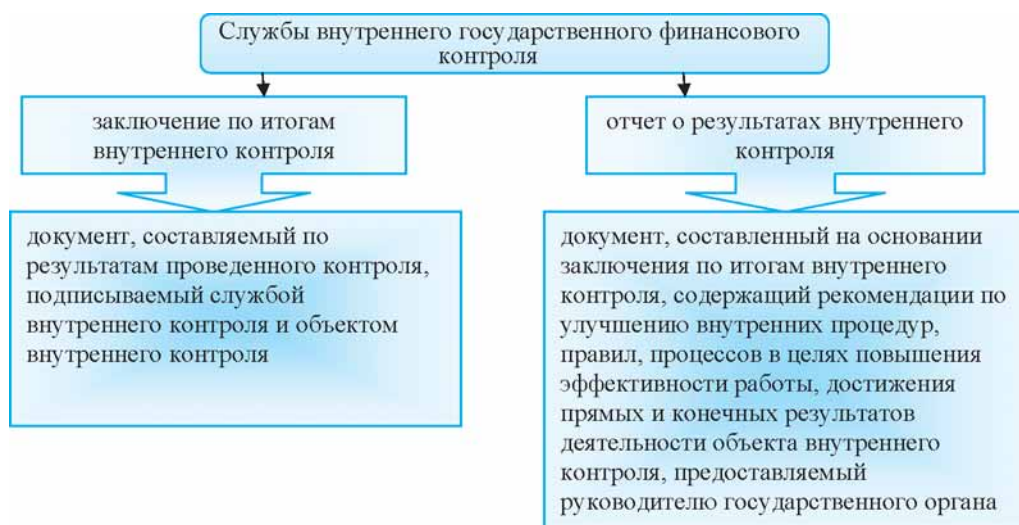 Службы внутреннего государственного финансового
контроля
заключение по итогам
внутреннего контроля
документ, составляемый по
результатам проведенного контроля,
подписываемый службой
внутреннего контроля и объектом
внутреннего контроля
отчет о результатах внутреннего
контроля
документ, составленный на основании
заключения по итогам внутреннего
контроля, содержащий рекомендации по
улучшению внутренних процедур,
правил, процессов в целях повышения
эффективности работы, достижения
прямых и конечных результатов
деятельности объекта внутреннего
контроля, предоставляемый
руководителю государственного органа